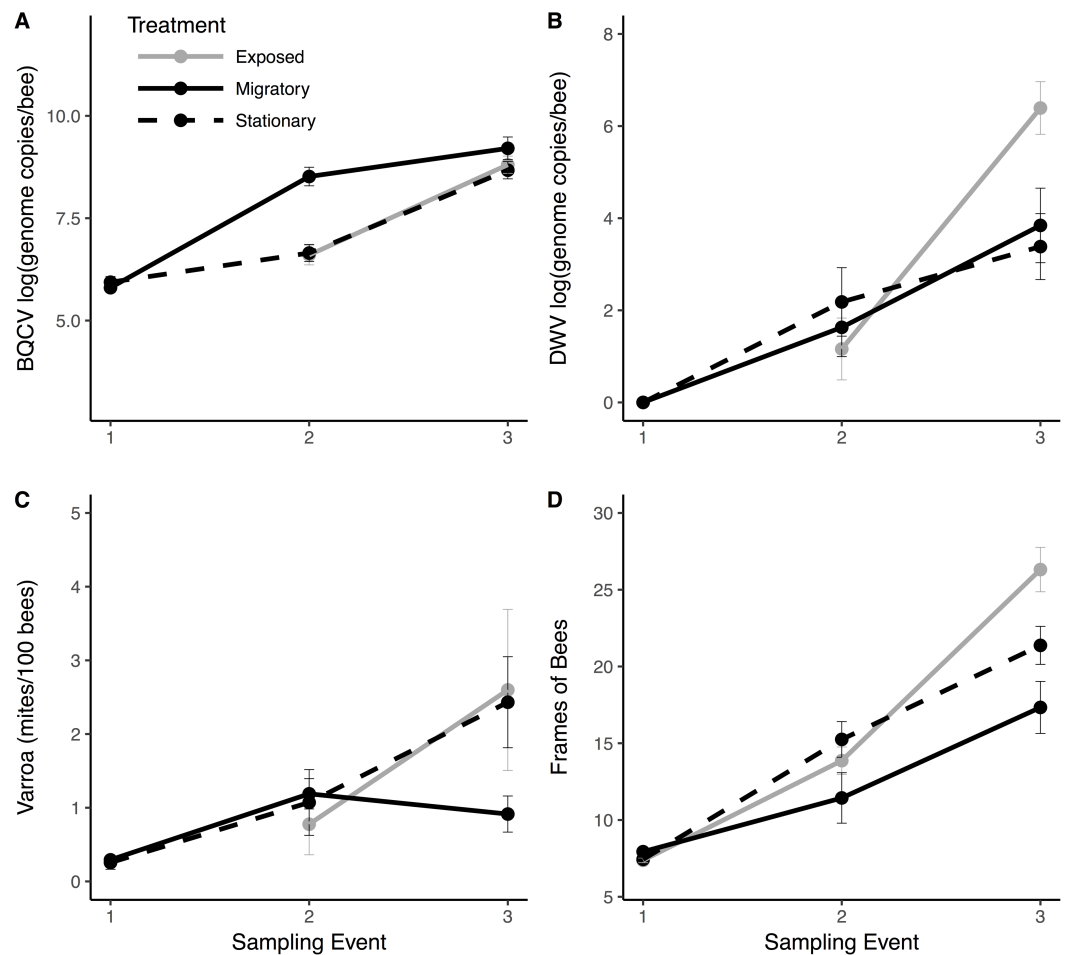 A
Treatment
Exposed
Migratory
Stationary
BQCV log(genome copies/bee)
10.0
7.5
5.0
1
2
3
B
DWV log(genome copies/bee)
8
6
4
2
0
1
2
3
C
Varroa (mites/100 bees)
5
4
3
2
1
0
1
2
3
Sampling Event
D
Frames of Bees
30
25
20
15
10
5
1
2
3
Sampling Event